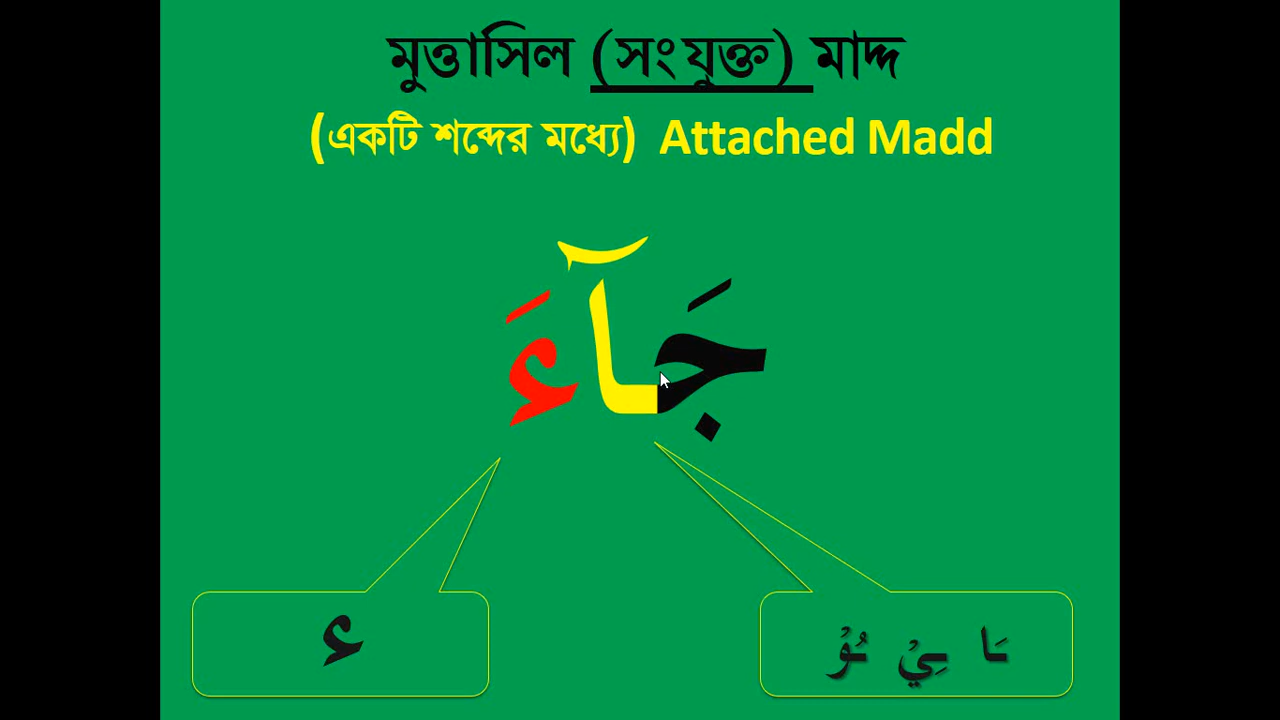 মুত্তাসিল (সংযুক্ত) মাদ্দ
(একটি শব্দের মধ্যে) Attached Madd
جَآءَ
ء
ـَا ـِيْ ـُوْ